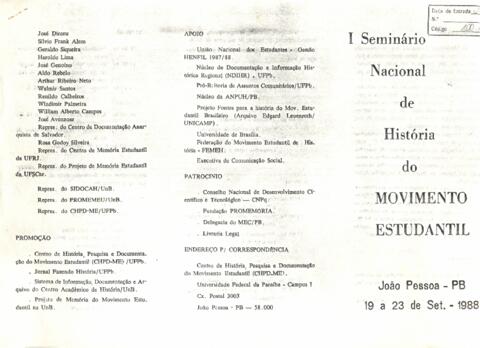 José Dirceu
Silvio Frank Alem
Geraldo Siqueira
Haroldo Lima
José Genoino
Aldo Rebelo
Arthur Ribeiro Neto
Walmir Santos
Renildo Calheiros
Wladimir Palmeira
William Alberto Campos
José Avanzoar
Repres. do Centro de Documentação Anarquista de Salvador.
Rosa Godoy Silveira
Repres. do Centro de Memória Estudantil
da UFRJ.
Repres. do Projeto de Memória Estudantil
da UFSCar.
Repres. do SIDOCAH/UnB.
Repres. do PROMEMEU/UnB.
Repres. do CHPD-ME/UFPb.
PROMOÇÃO
. Centro de História, Pesquisa e Documenta-
ção do Movimento Estudantil (CHPD-ME) /UFPb.
. Jornal Fazendo História/UFPb.
Sistema de Informação, Documentação e Ar-
quivo do Centro Acadêmico de História/UnB.
. Projeto de Memória do Movimento Estu-
dantil na UnB.
APOIO
. União Nacional dos Estudantes - Gestão
HENFIL 1987/88.
. Núcleo de Documentação e Informação His-
tórica Regional (NDIHR) . UFPb.
. Pró-Reitoria de Assuntos Comunitários/UFPb.
. Núcleo da ANPUH/PB.
. Projeto Fontes para a história do Mov. Estu-
dantil Brasileiro (Arquivo Edgard Leuenroth/
UNICAMP).
. Universidade de Brasília.
. Federação do Movimento Estudantil de His-
tória - FEMEH.
. Executiva de Comunicação Social.
PATROCÍNIO
. Conselho Nacional de Desenvolvimento Ci-
entífico e Tecnológico — CNPq.
. Fundação PROMEMÓRIA.
. Delegacia do MEC/PB.
. Livraria Legal
ENDEREÇO P/ CORRESPONDÊNCIA
. Centro de História, Pesquisa e Documentação
do Movimento Estudantil (CHPD.ME).
Universidade Federal da Paraíba - Campus I
Cx. Postal 5003
João Pessoa - PB — 58.000
Data de Entrada
N.º
Código
I Seminário
Nacional
de
História
do
MOVIMENTO
ESTUDANTIL
João Pessoa - PB
19 a 23 de Set. - 1988